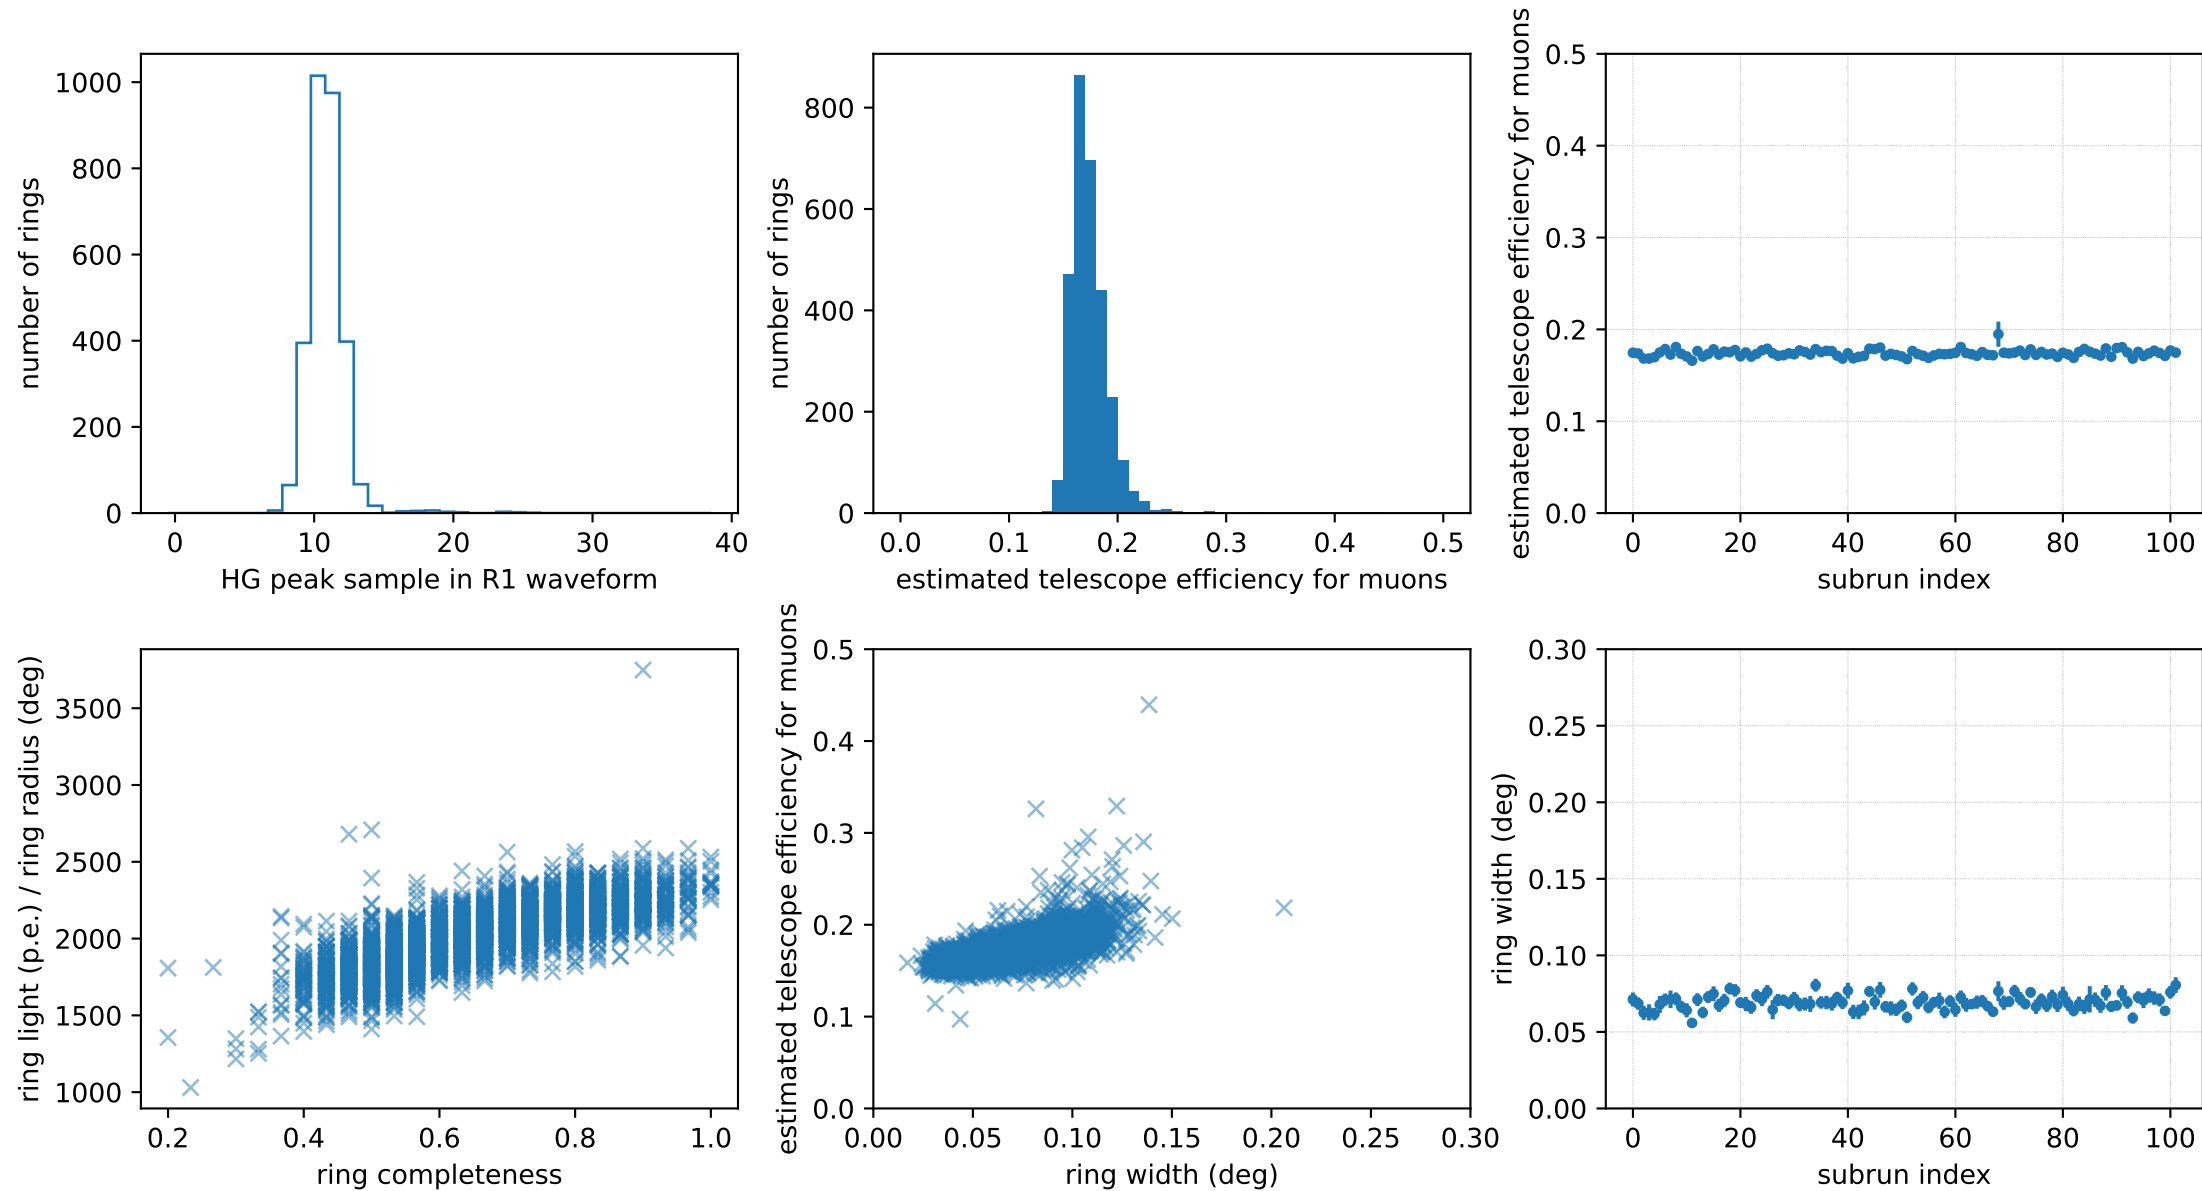 number of rings
1000
800
600
400
200
0
0 10 20 30 40
HG peak sample in R1 waveform
number of rings
800
600
400
200
0
0.0 0.1 0.2 0.3 0.4 0.5
estimated telescope efficiency for muons
estimated telescope efficiency for muons
0.5
0.4
0.3
0.2
0.1
0.0
0 20 40 60 80 100
subrun index
ring light (p.e.) / ring radius (deg)
3500
3000
2500
2000
1500
1000
0.2 0.4 0.6 0.8 1.0
ring completeness
estimated telescope efficiency for muons
0.5
0.4
0.3
0.2
0.1
0.0
0.00 0.05 0.10 0.15 0.20 0.25 0.30
ring width (deg)
ring width (deg)
0.30
0.25
0.20
0.15
0.10
0.05
0.00
0 20 40 60 80 100
subrun index